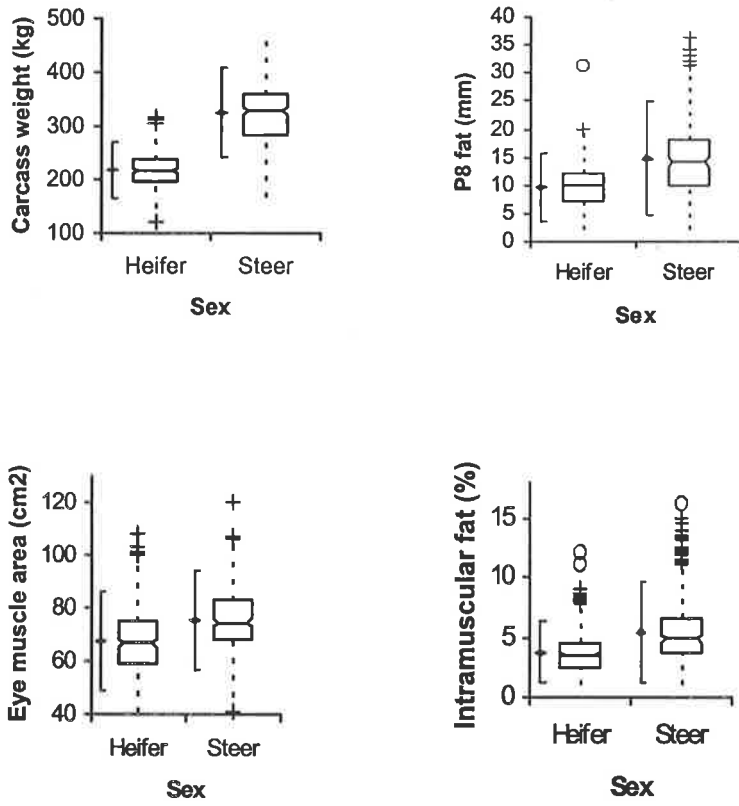 Carcass weight (kg)
500
400
300
200
100
Heifer Steer
Sex
P8 fat (mm)
40
35
30
25
20
15
10
5
0
Heifer Steer
Sex
Eye muscle area (cm2)
120
100
80
60
40
Heifer Steer
Sex
Intramuscular fat (%)
15
10
5
0
Heifer Steer
Sex